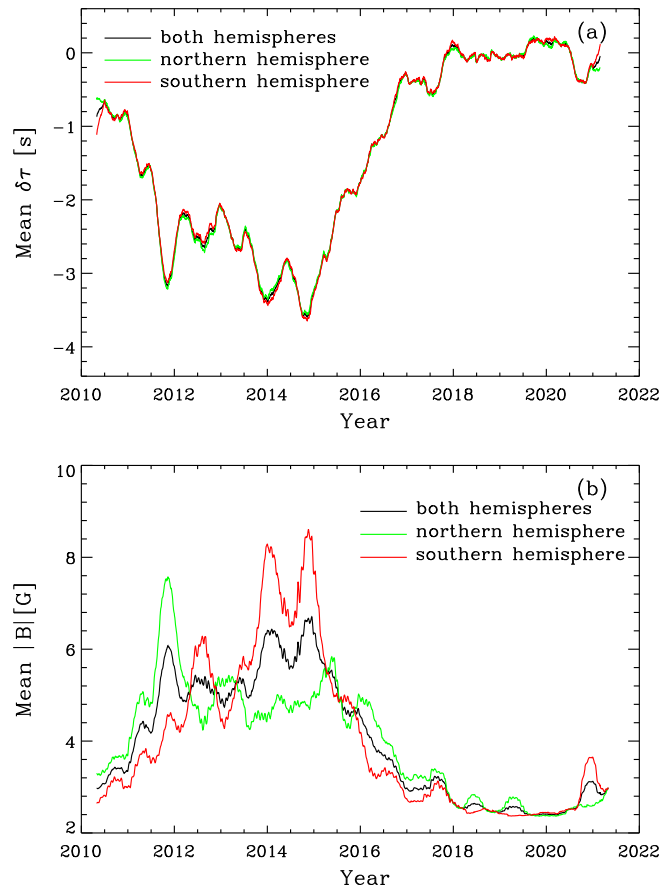 (a)
both hemispheres
northern hemisphere
southern hemisphere
0
-1
-2
-3
-4
Mean δτ [s]
2010 2012 2014 2016 2018 2020 2022
Year
(b)
both hemispheres
northern hemisphere
southern hemisphere
10
8
6
4
2
Mean |B| [G]
2010 2012 2014 2016 2018 2020 2022
Year